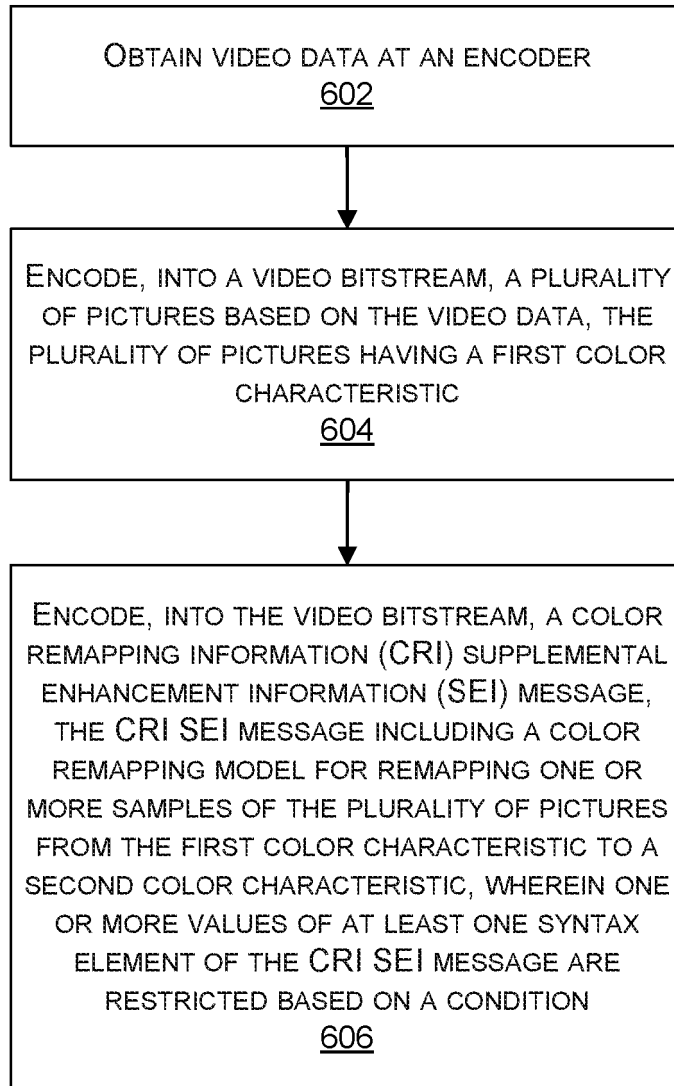 OBTAIN VIDEO DATA AT AN ENCODER
602
ENCODE, INTO A VIDEO BITSTREAM, A PLURALITY
OF PICTURES BASED ON THE VIDEO DATA, THE
PLURALITY OF PICTURES HAVING A FIRST COLOR
CHARACTERISTIC
604
ENCODE, INTO THE VIDEO BITSTREAM, A COLOR
REMAPPING INFORMATION (CRI) SUPPLEMENTAL
ENHANCEMENT INFORMATION (SEI) MESSAGE,
THE CRI SEI MESSAGE INCLUDING A COLOR
REMAPPING MODEL FOR REMAPPING ONE OR
MORE SAMPLES OF THE PLURALITY OF PICTURES
FROM THE FIRST COLOR CHARACTERISTIC TO A
SECOND COLOR CHARACTERISTIC, WHEREIN ONE
OR MORE VALUES OF AT LEAST ONE SYNTAX
ELEMENT OF THE CRI SEI MESSAGE ARE
RESTRICTED BASED ON A CONDITION
606